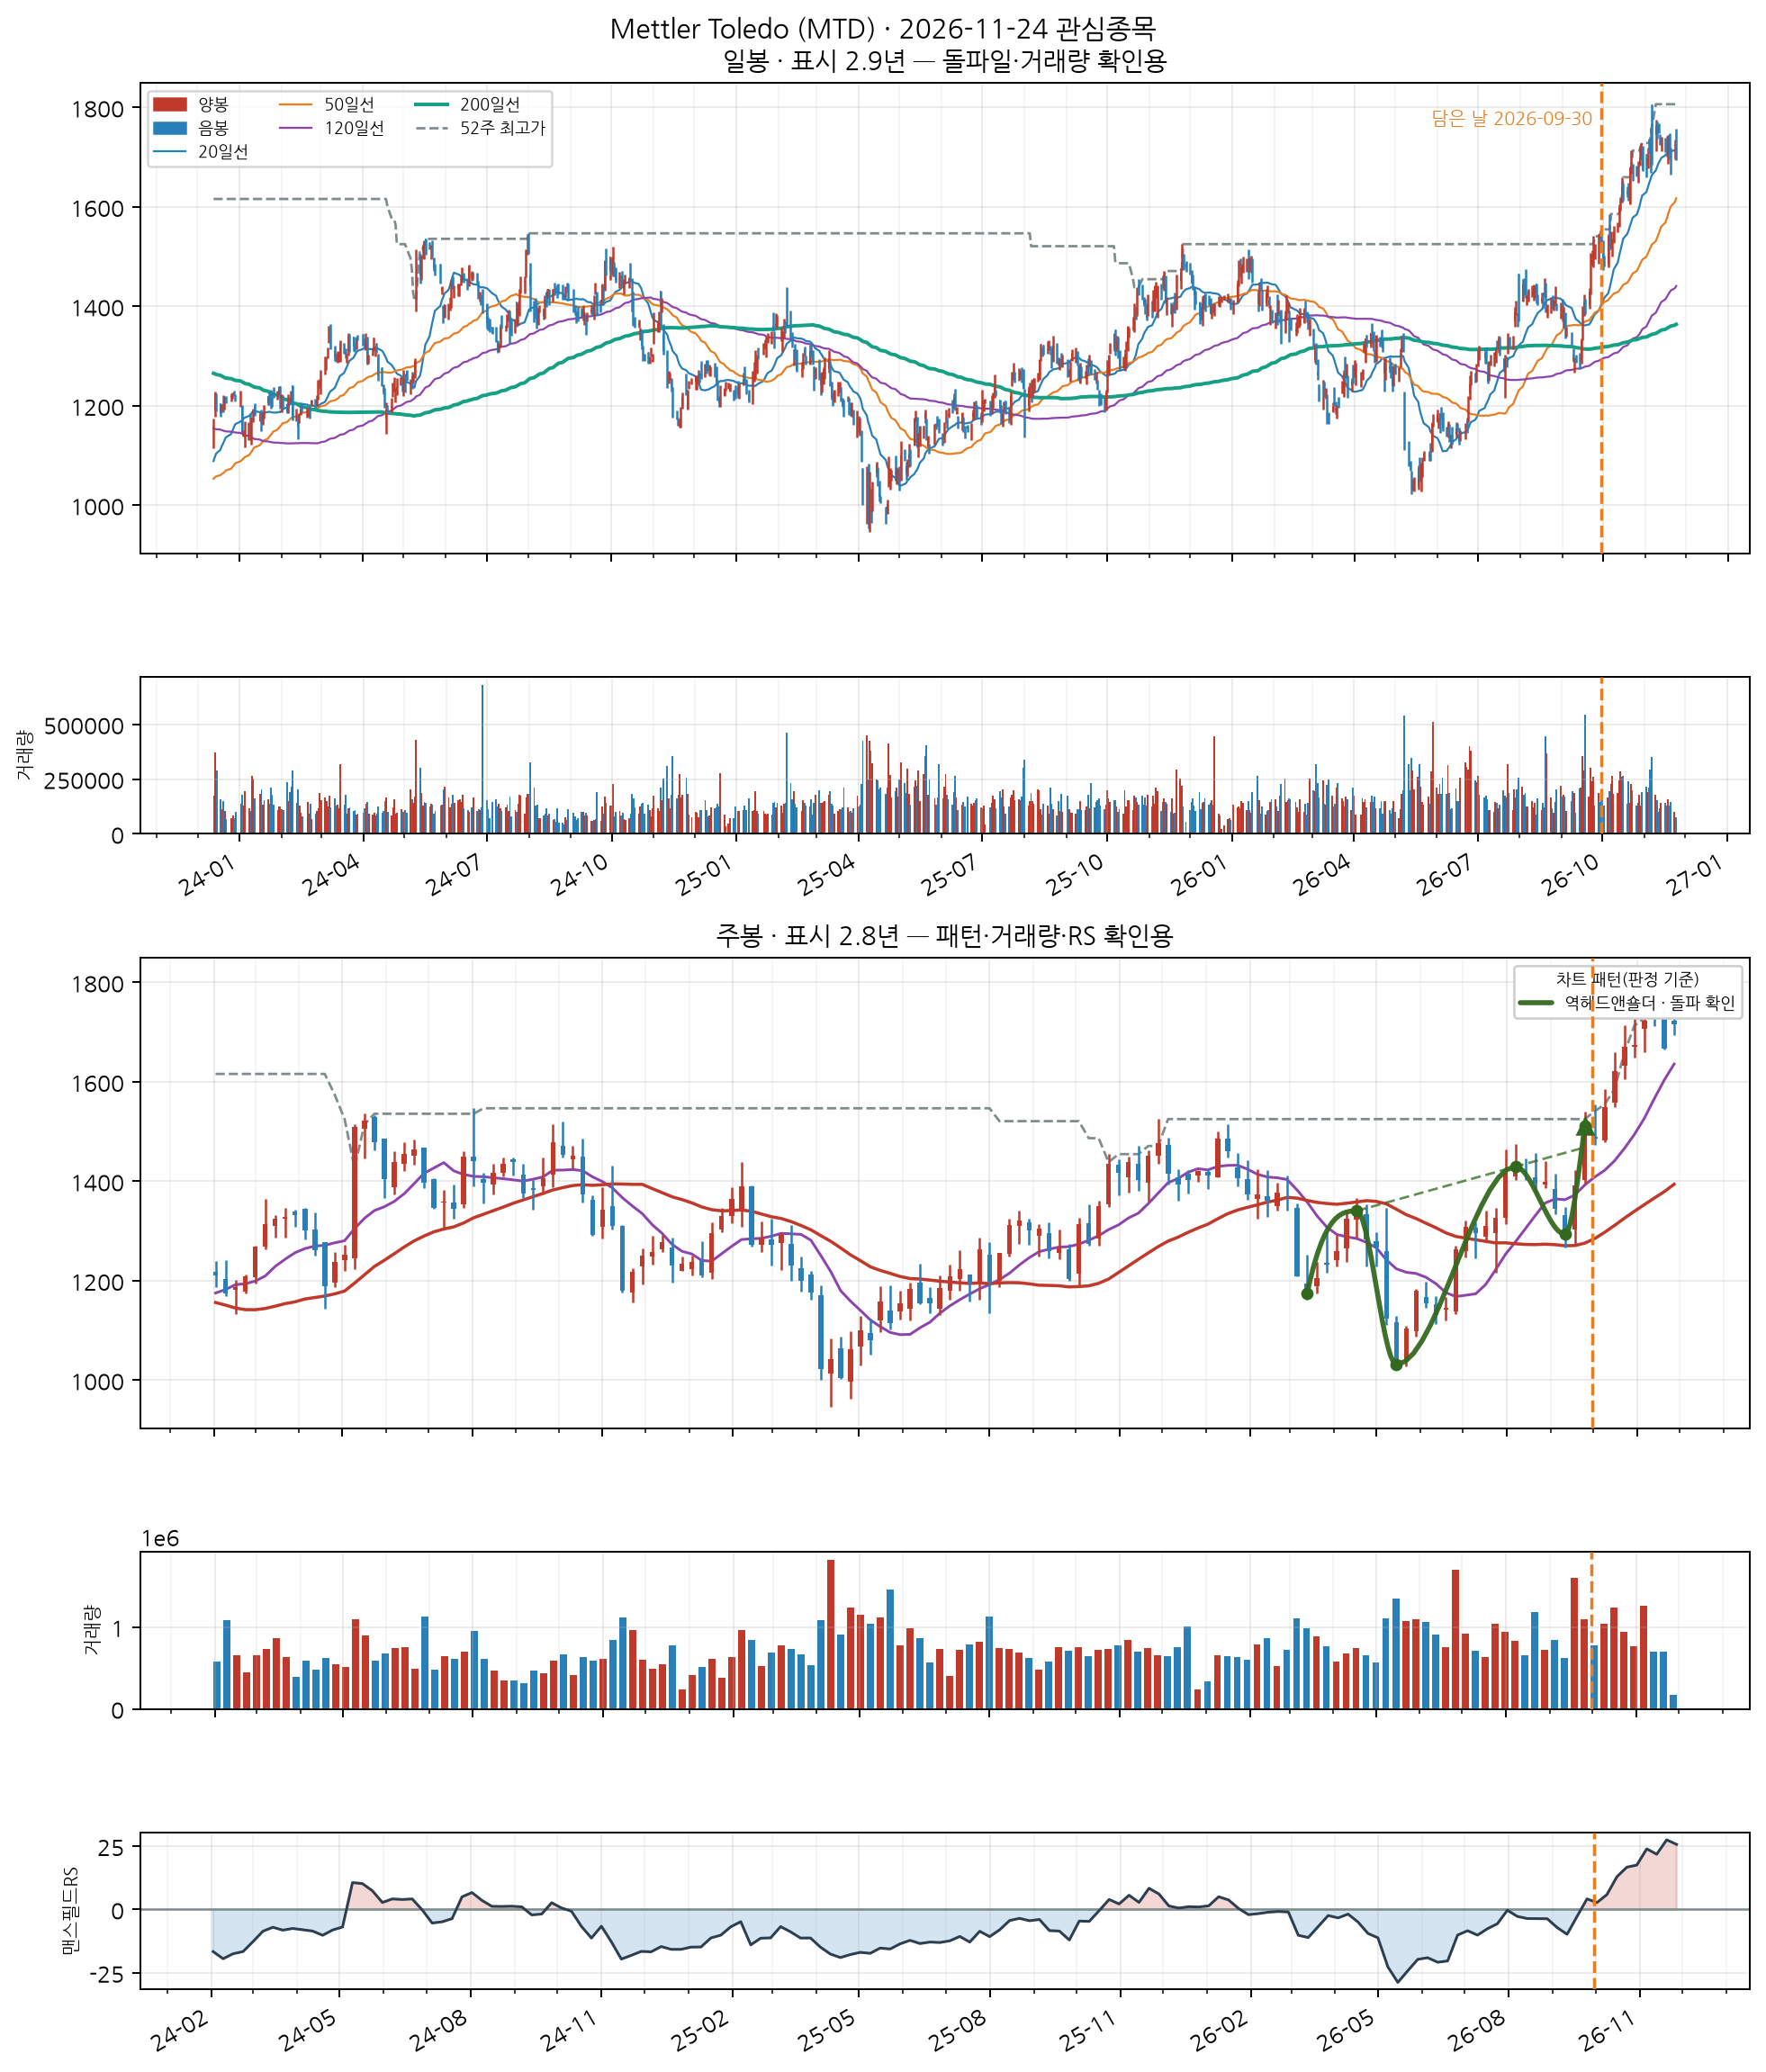 Mettler Toledo (MTD) · 2026-11-24 관심종목
일봉 · 표시 2.9년 — 돌파일·거래량 확인용
양봉
음봉
20일선
50일선
120일선
200일선
52주 최고가
담은 날 2026-09-30
1800
1600
1400
1200
1000
거래량
500000
250000
0
24-01
24-04
24-07
24-10
25-01
25-04
25-07
25-10
26-01
26-04
26-07
26-10
27-01
주봉 · 표시 2.8년 — 패턴·거래량·RS 확인용
차트 패턴(판정 기준)
역헤드앤숄더 · 돌파 확인
1800
1600
1400
1200
1000
1e6
거래량
1
0
맨스필드RS
25
0
-25
24-02
24-05
24-08
24-11
25-02
25-05
25-08
25-11
26-02
26-05
26-08
26-11